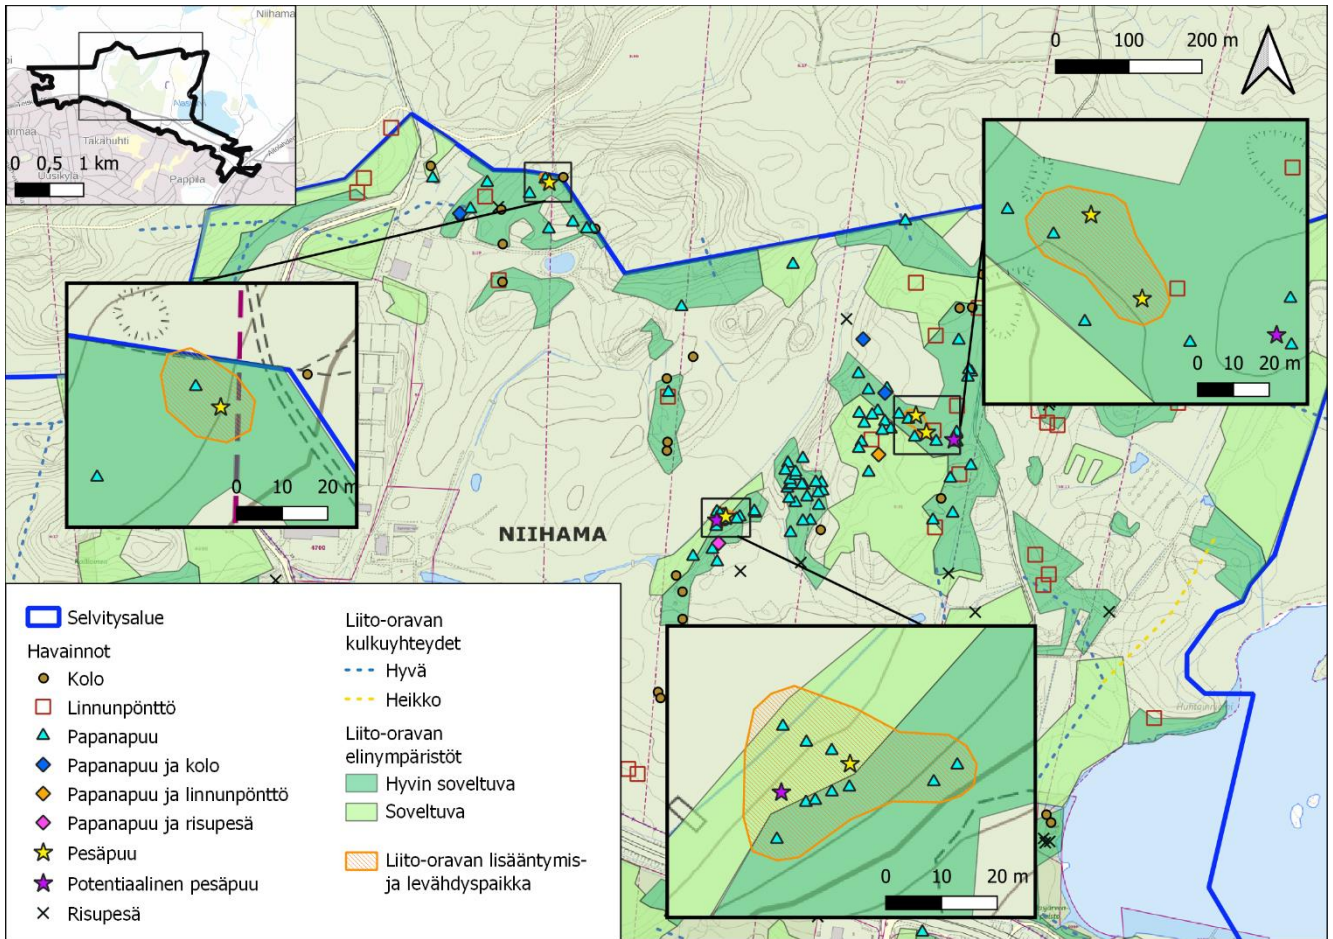 Niihama
Takahuhti
Uusikylä
Pappila
0 0,5 1 km
0 100 200 m
0 10 20 m
0 10 20 m
NIIHAMA
0 10 20 m
Selvitysalue
Havainnot
Kolo
Linnunpönttö
Papanapuu
Papanapuu ja kolo
Papanapuu ja linnunpönttö
Papanapuu ja risupesä
Pesäpuu
Potentiaalinen pesäpuu
Risupesä
Liito-oravan
kulkuyhteydet
Hyvä
Heikko
Liito-oravan
elinympäristöt
Hyvin soveltuva
Soveltuva
Liito-oravan lisääntymis-
ja levähdyspaikka